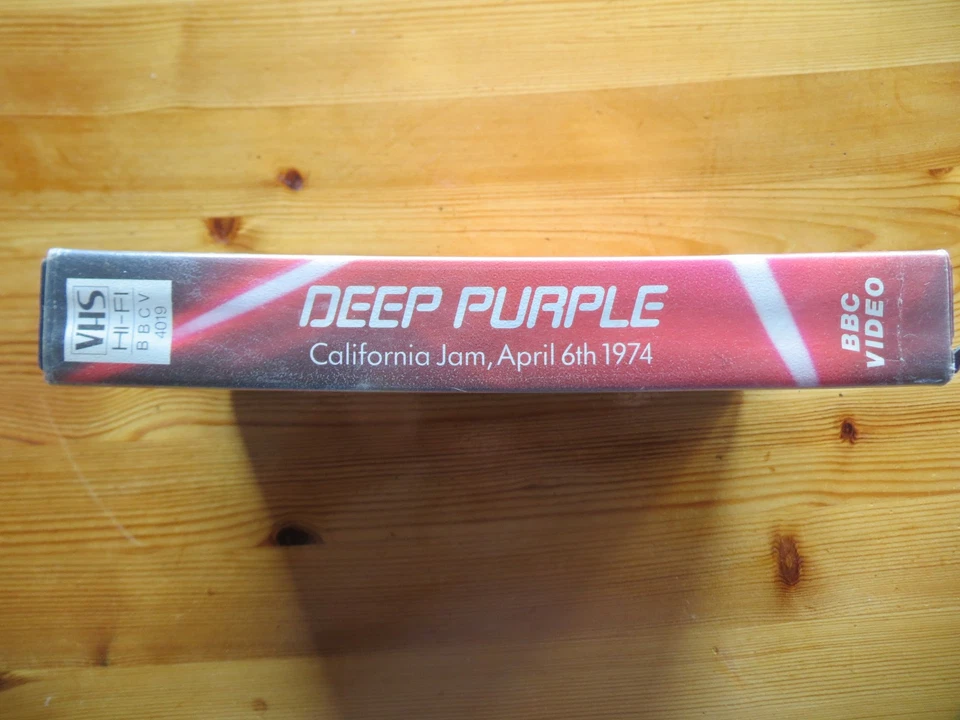 VHS
HI-FI
BBCV
4019
DEEP PURPLE
California Jam, April 6th 1974
BBC
VIDEO